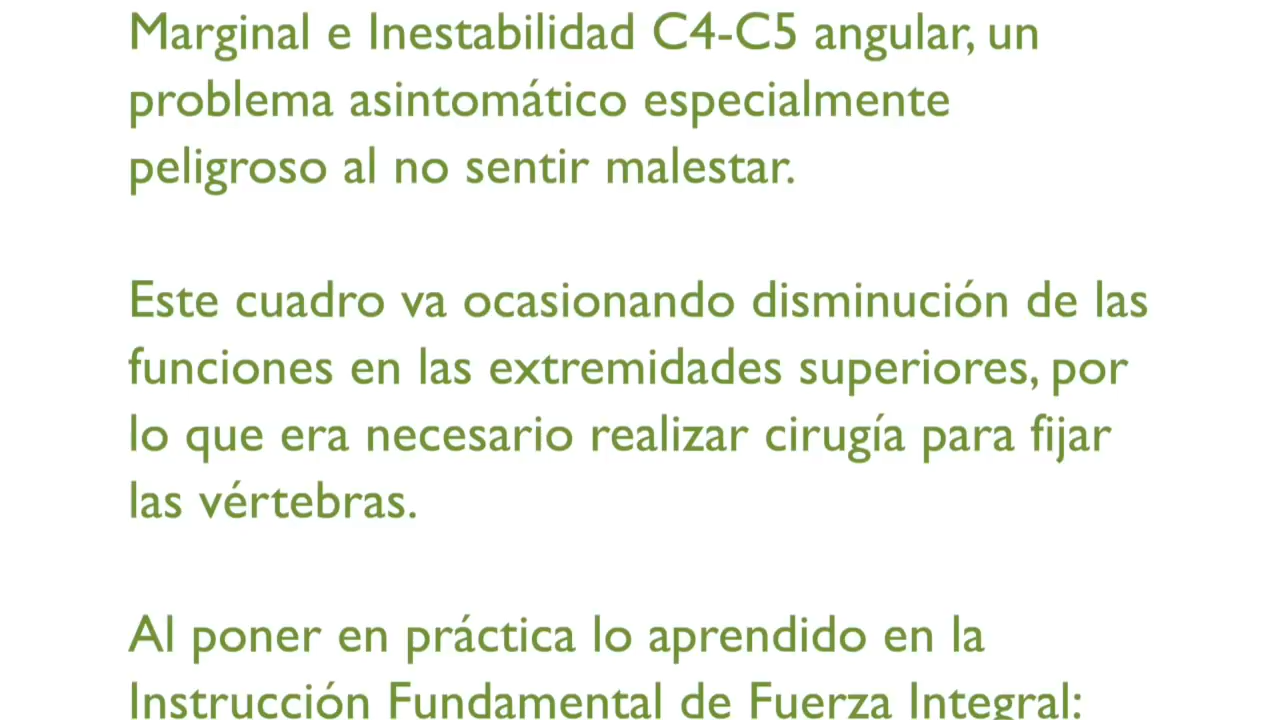 Marginal e Inestabilidad C4-C5 angular, un
problema asintomático especialmente
peligroso al no sentir malestar.
Este cuadro va ocasionando disminución de las
funciones en las extremidades superiores, por
lo que era necesario realizar cirugía para fijar
las vértebras.
Al poner en práctica lo aprendido en la
Instrucción Fundamental de Fuerza Integral: